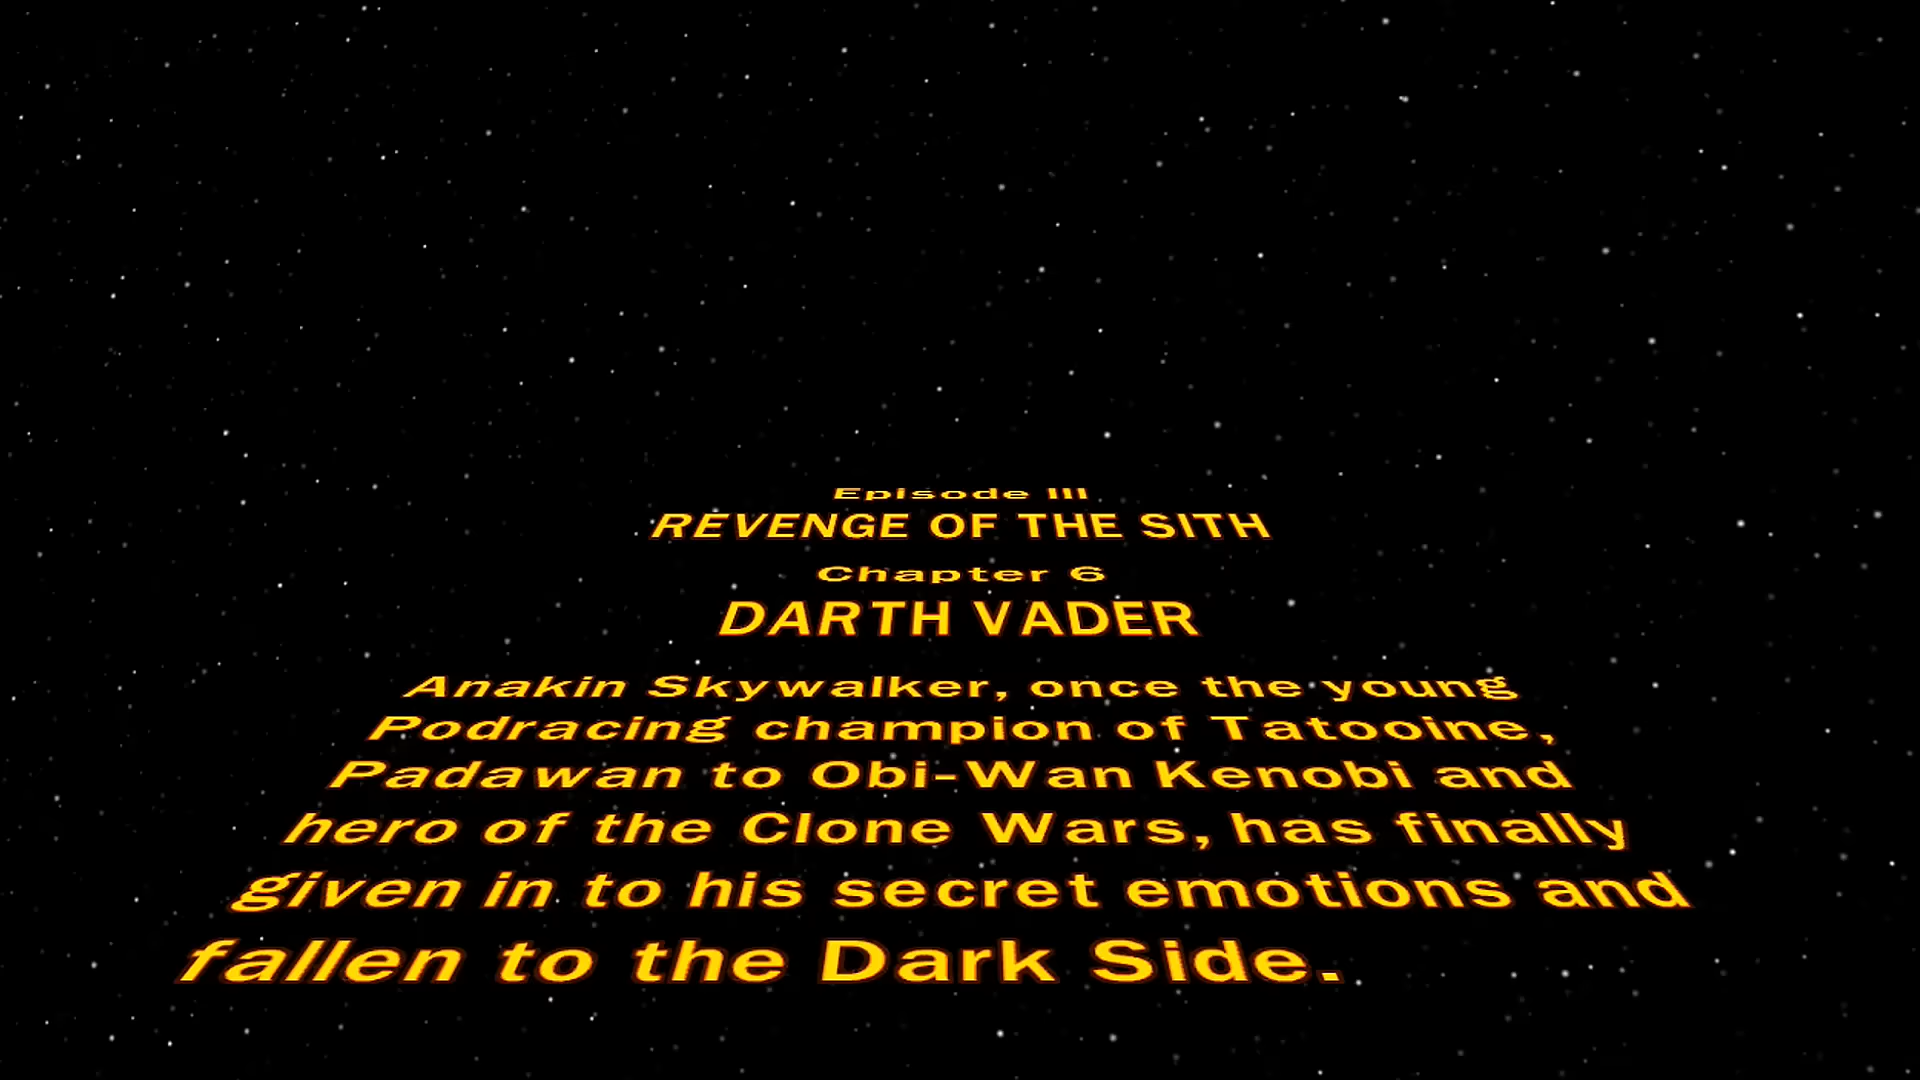 Episode III
REVENGE OF THE SITH
Chapter 6
DARTH VADER
Anakin Skywalker, once the young
Podracing champion of Tatooine,
Padawan to Obi-Wan Kenobi and
hero of the Clone Wars, has finally
given in to his secret emotions and
fallen to the Dark Side.